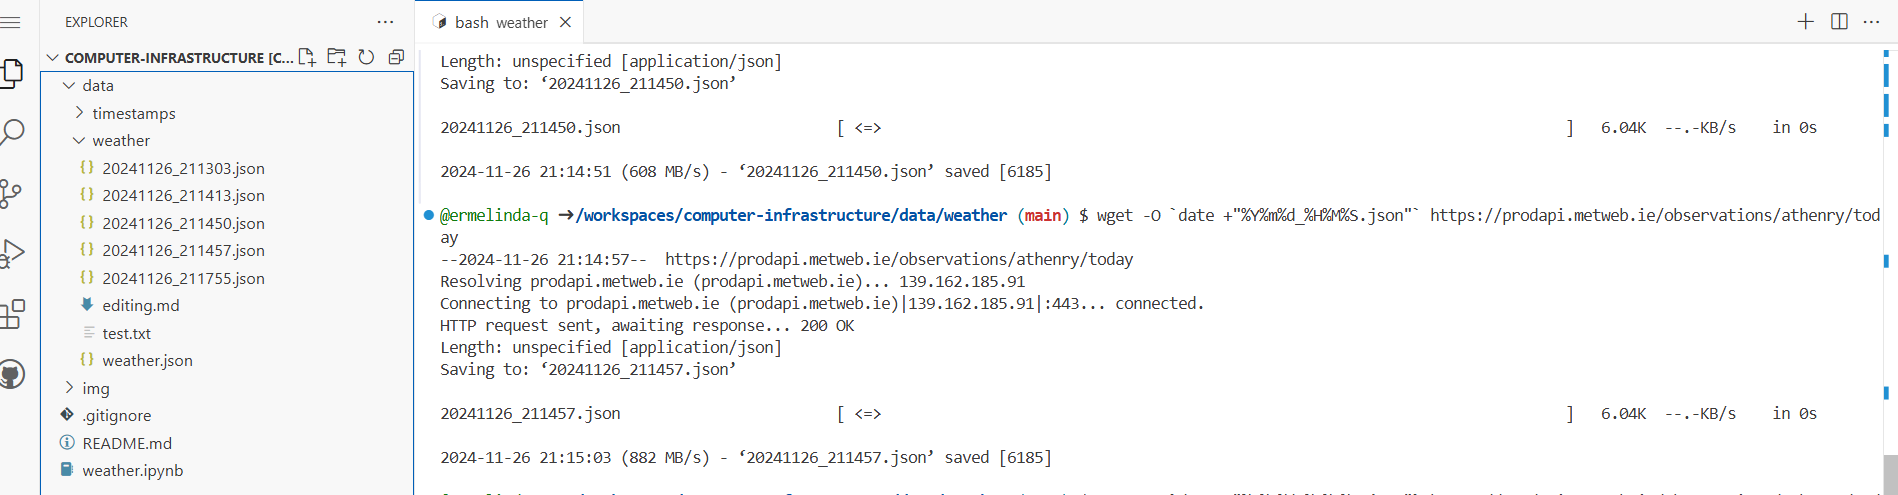 EXPLORER
COMPUTER-INFRASTRUCTURE [C...
data
timestamps
weather
20241126_211303.json
20241126_211413.json
20241126_211450.json
20241126_211457.json
20241126_211755.json
editing.md
test.txt
weather.json
img
.gitignore
README.md
weather.ipynb
bash weather
Length: unspecified [application/json]
Saving to: ‘20241126_211450.json’
20241126_211450.json [ <=> ] 6.04K --.-KB/s in 0s
2024-11-26 21:14:51 (608 MB/s) - ‘20241126_211450.json’ saved [6185]
@ermelinda-q ➜/workspaces/computer-infrastructure/data/weather (main) $ wget -O `date +"%Y%m%d_%H%M%S.json"` https://prodapi.metweb.ie/observations/athenry/tod
ay
--2024-11-26 21:14:57-- https://prodapi.metweb.ie/observations/athenry/today
Resolving prodapi.metweb.ie (prodapi.metweb.ie)... 139.162.185.91
Connecting to prodapi.metweb.ie (prodapi.metweb.ie)|139.162.185.91|:443... connected.
HTTP request sent, awaiting response... 200 OK
Length: unspecified [application/json]
Saving to: ‘20241126_211457.json’
20241126_211457.json [ <=> ] 6.04K --.-KB/s in 0s
2024-11-26 21:15:03 (882 MB/s) - ‘20241126_211457.json’ saved [6185]